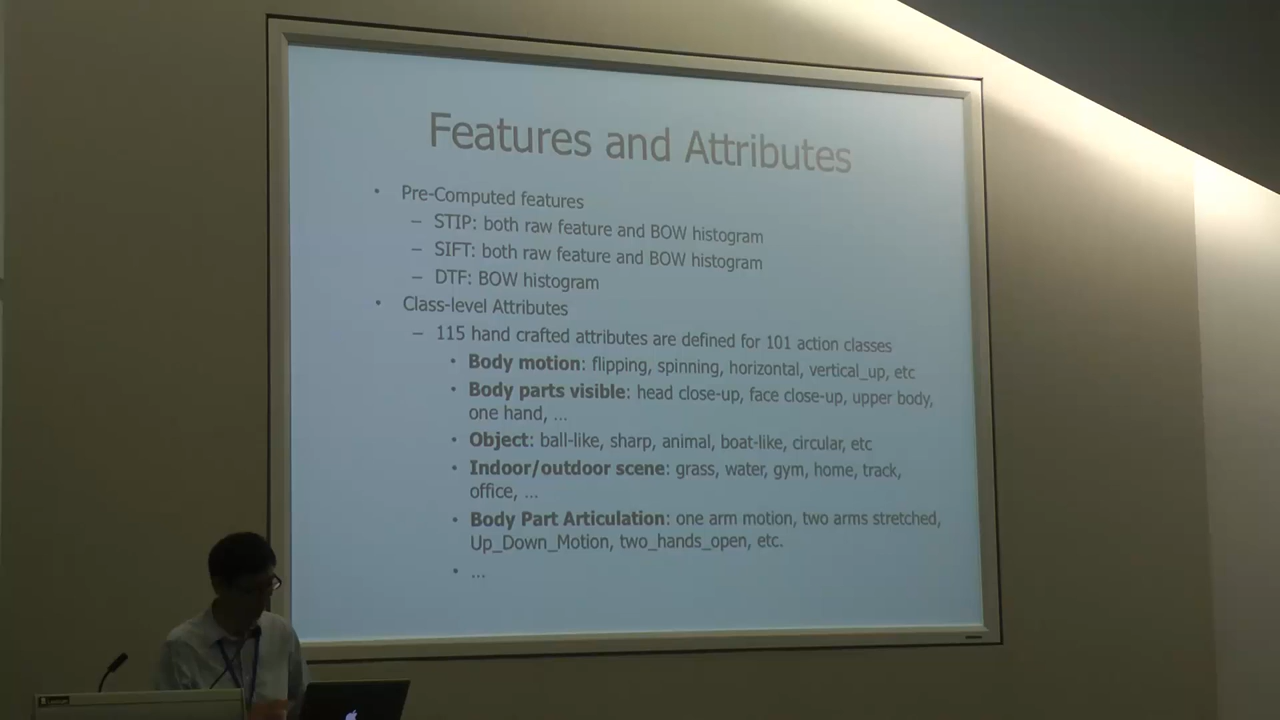 Features and Attributes
• Pre-Computed features
– STIP: both raw feature and BOW histogram
– SIFT: both raw feature and BOW histogram
– DTF: BOW histogram
• Class-level Attributes
– 115 hand crafted attributes are defined for 101 action classes
• Body motion: flipping, spinning, horizontal, vertical_up, etc
• Body parts visible: head close-up, face close-up, upper body,
one hand, ...
• Object: ball-like, sharp, animal, boat-like, circular, etc
• Indoor/outdoor scene: grass, water, gym, home, track,
office, ...
• Body Part Articulation: one arm motion, two arms stretched,
Up_Down_Motion, two_hands_open, etc.
• ...